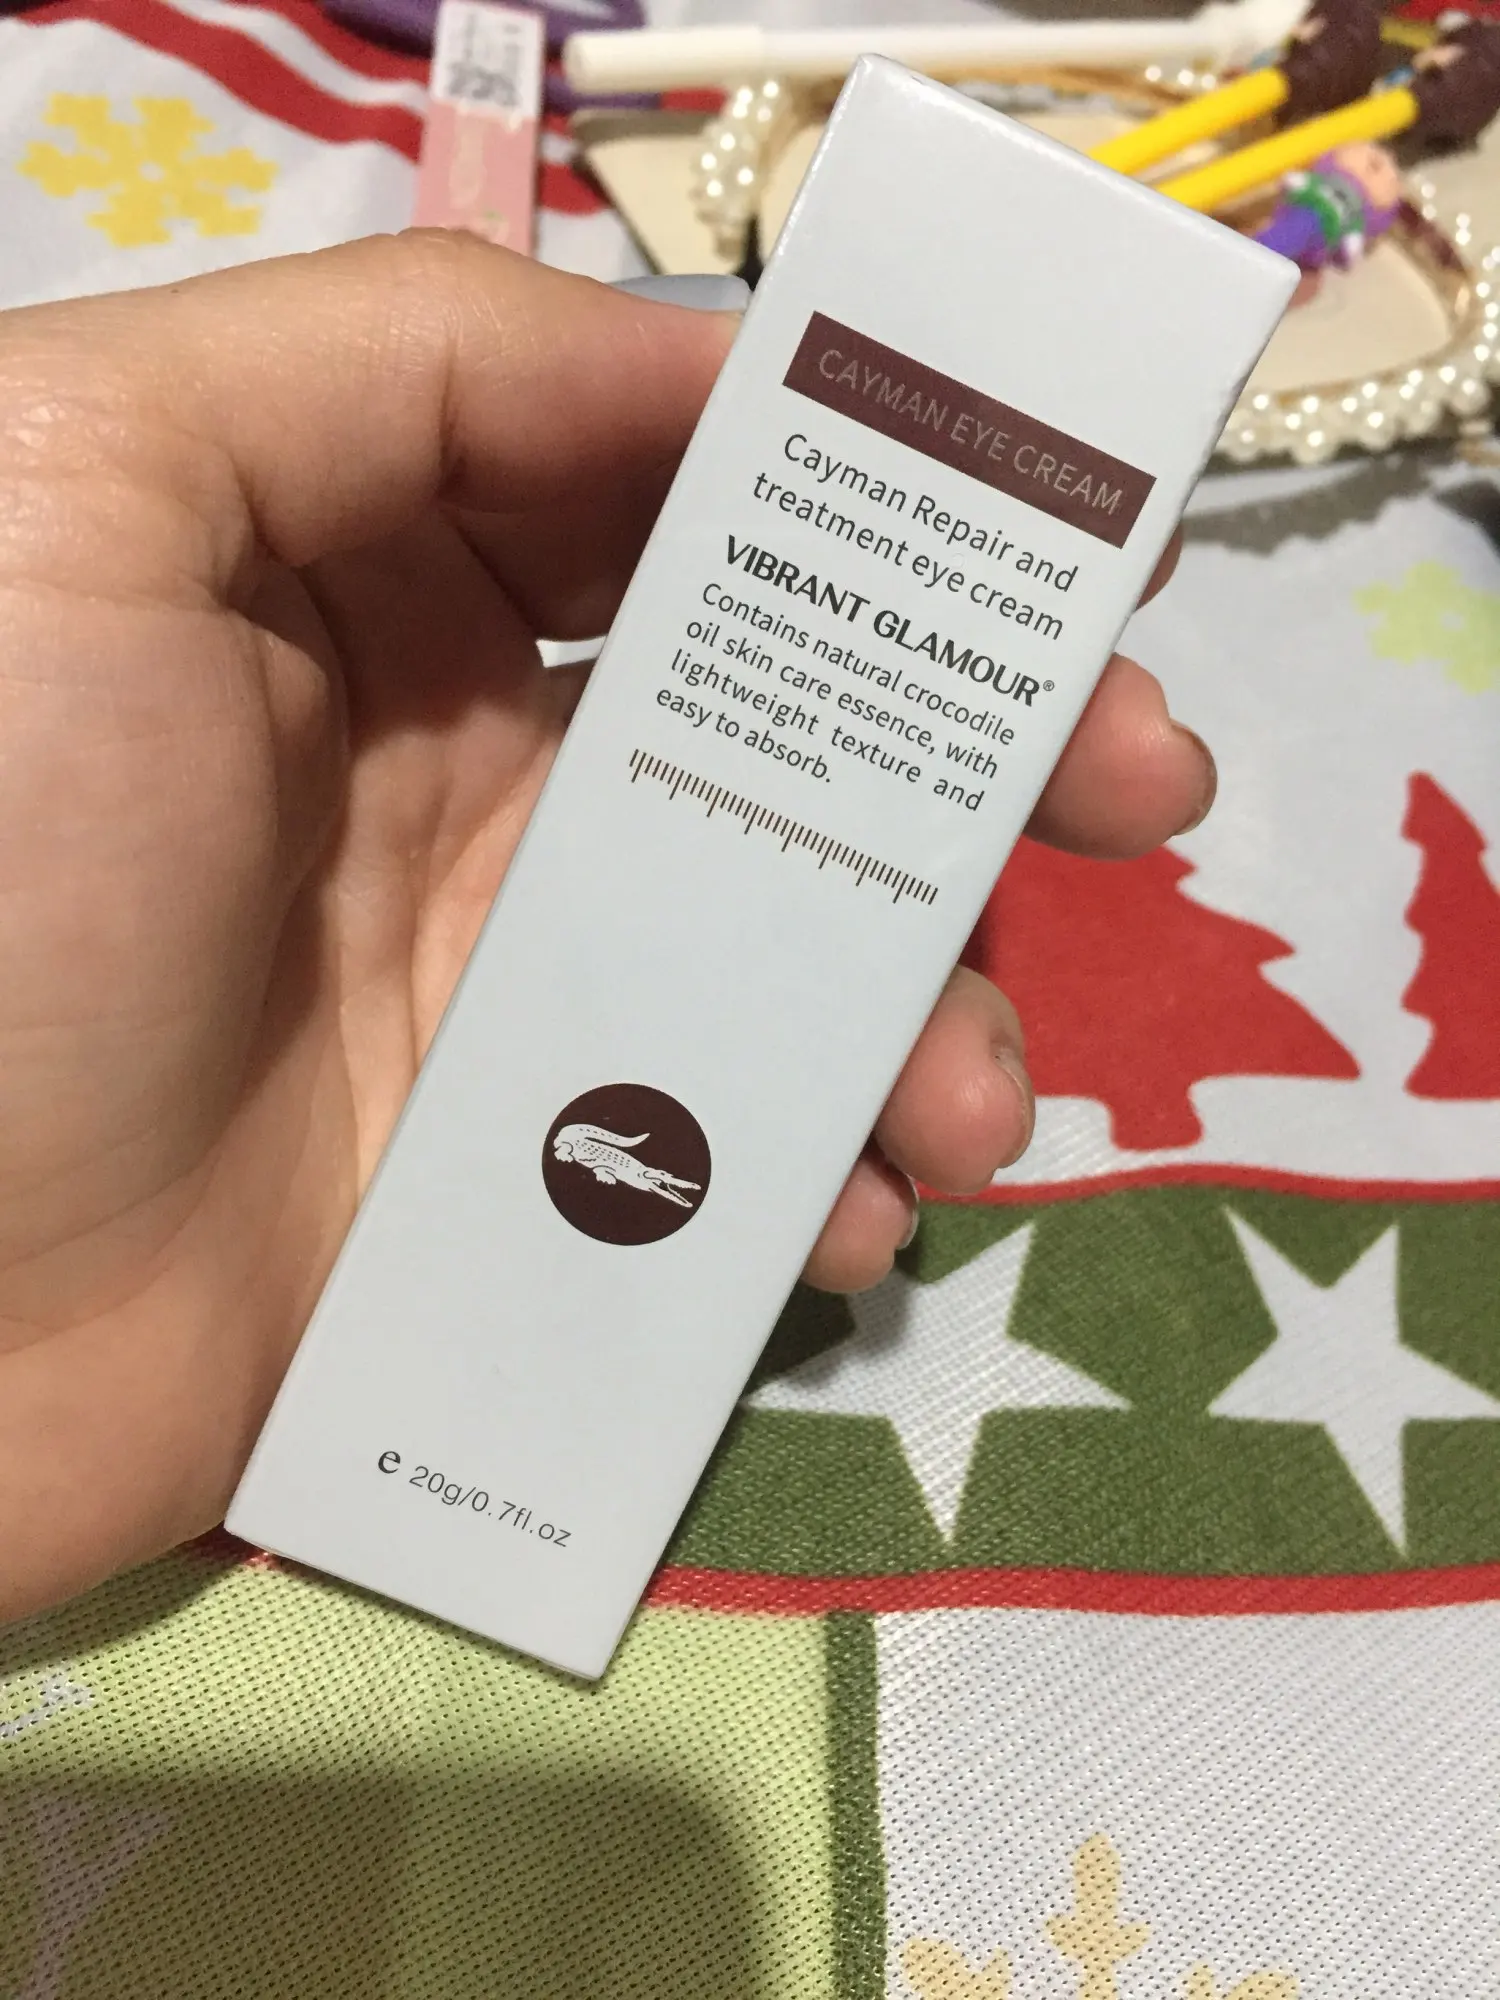 CAYMAN EYE CREAM
Cayman Repair and
treatment eye cream
VIBRANT GLAMOUR®
Contains natural crocodile
oil skin care essence, with
lightweight texture and
easy to absorb.
e 20g/0.7fl.oz